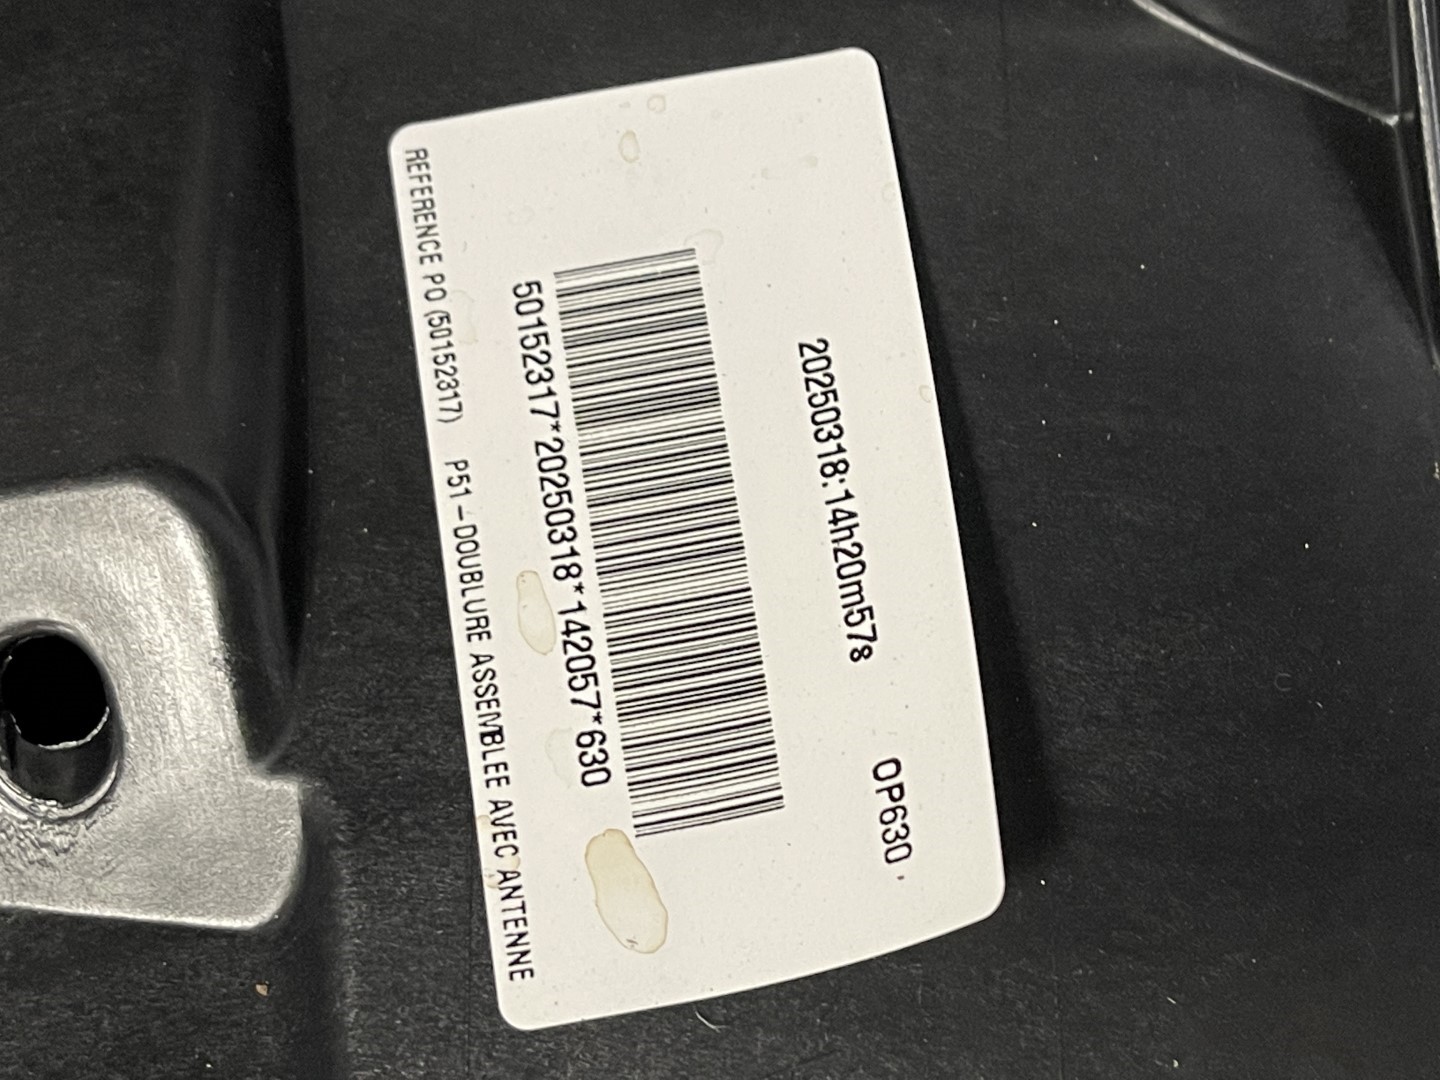 20250318:14h20m57s OP630
50152317*20250318*142057*630
REFERENCE PO (50152317) P51-DOUBLURE ASSEMBLEE AVEC ANTENNE